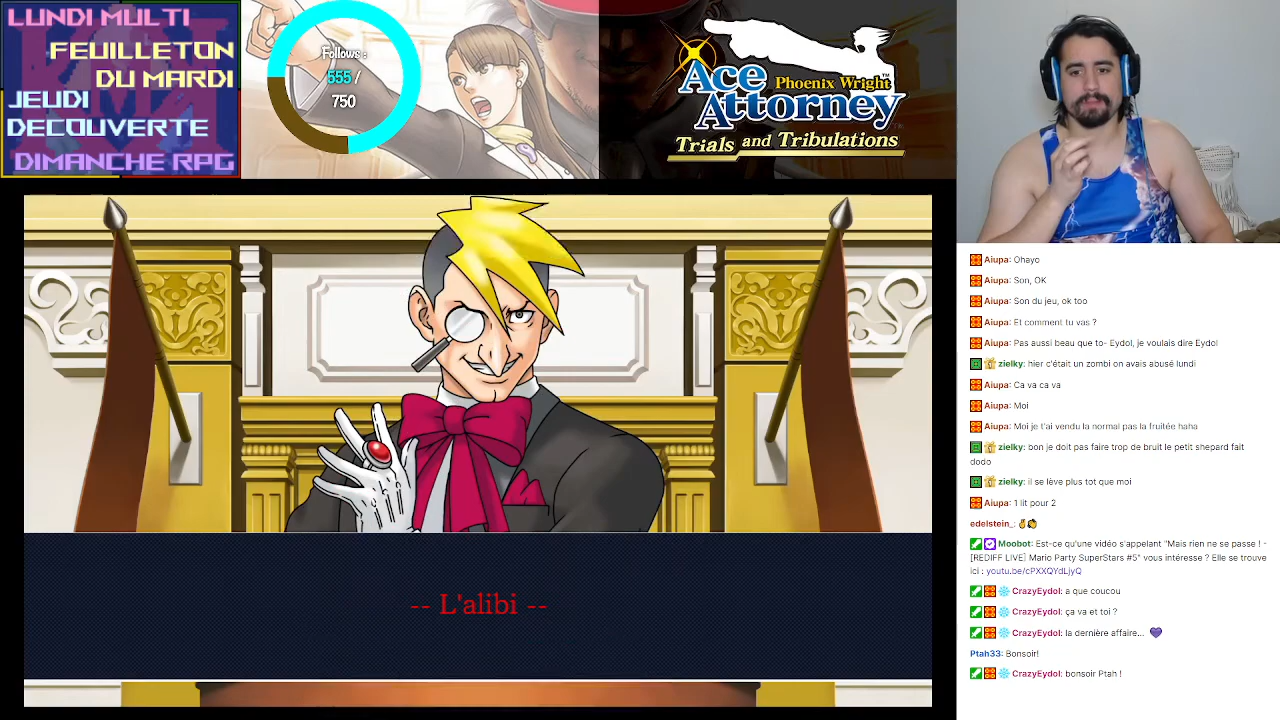 LUNDI MULTI
FEUILLETON
DU MARDI
JEUDI
DECOUVERTE
DIMANCHE RPG
Follows :
555 /
750
Phoenix Wright™
Ace
Attorney
Trials and Tribulations
-- L'alibi --
Aiupa: Ohayo
Aiupa: Son, OK
Aiupa: Son du jeu, ok too
Aiupa: Et comment tu vas ?
Aiupa: Pas aussi beau que to- Eydol, je voulais dire Eydol
zielky: hier c'était un zombi on avais abusé lundi
Aiupa: Ca va ca va
Aiupa: Moi
Aiupa: Moi je t'ai vendu la normal pas la fruitée haha
zielky: bon je doit pas faire trop de bruit le petit shepard fait
dodo
zielky: il se lève plus tot que moi
Aiupa: 1 lit pour 2
edelstein_:
Moobot: Est-ce qu'une vidéo s'appelant "Mais rien ne se passe ! -
[REDIFF LIVE] Mario Party SuperStars #5" vous intéresse ? Elle se trouve
ici : youtu.be/cPXXQYdLjyQ
CrazyEydol: a que coucou
CrazyEydol: ça va et toi ?
CrazyEydol: la dernière affaire...
Ptah33: Bonsoir!
CrazyEydol: bonsoir Ptah !